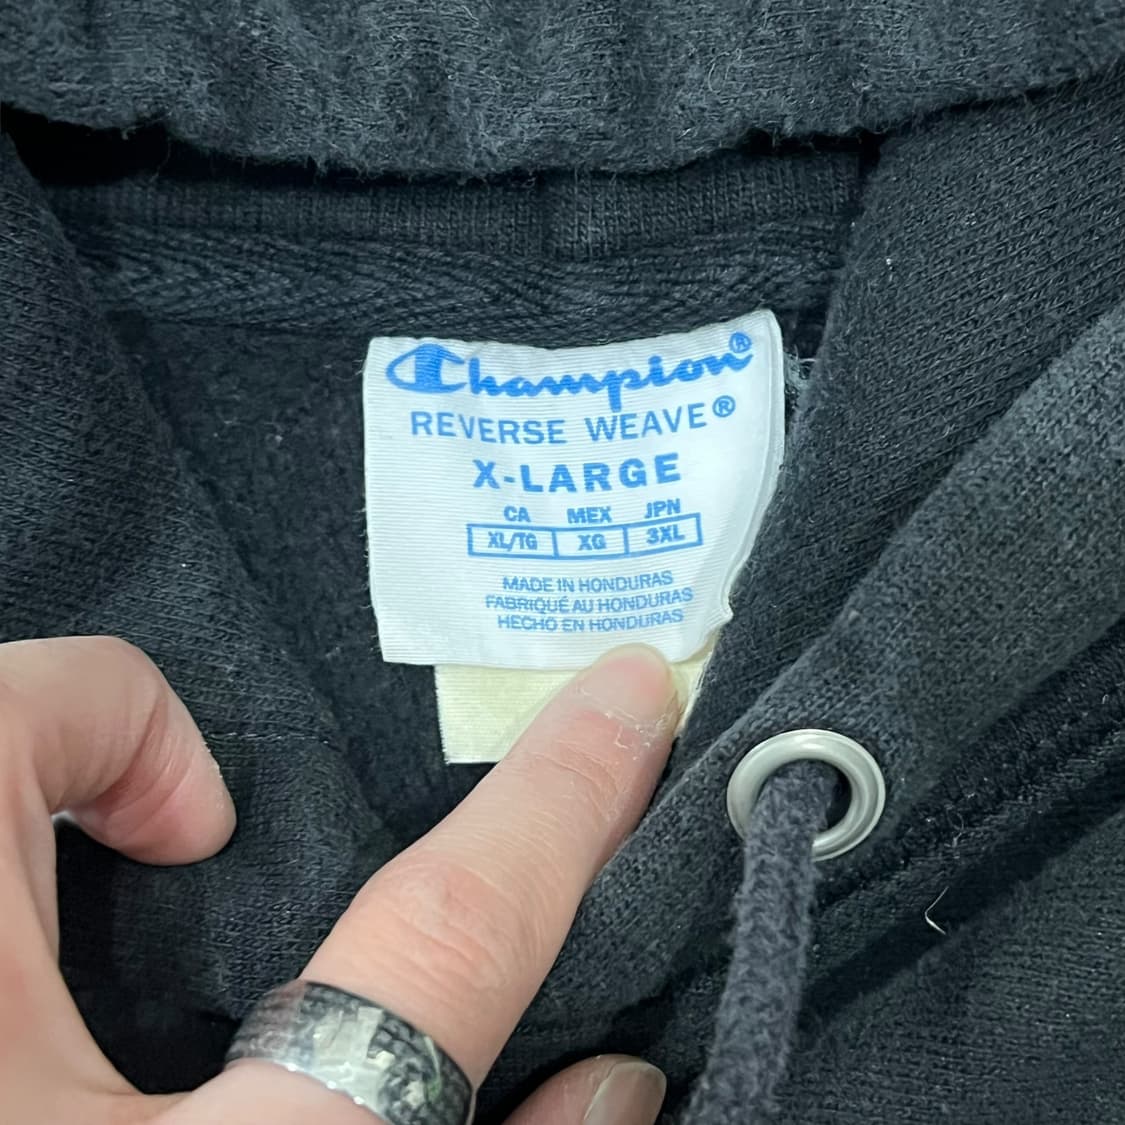 Champion®
REVERSE WEAVE®
X-LARGE
CA MEX JPN
XL/TG XG 3XL
MADE IN HONDURAS
FABRIQUÉ AU HONDURAS
HECHO EN HONDURAS